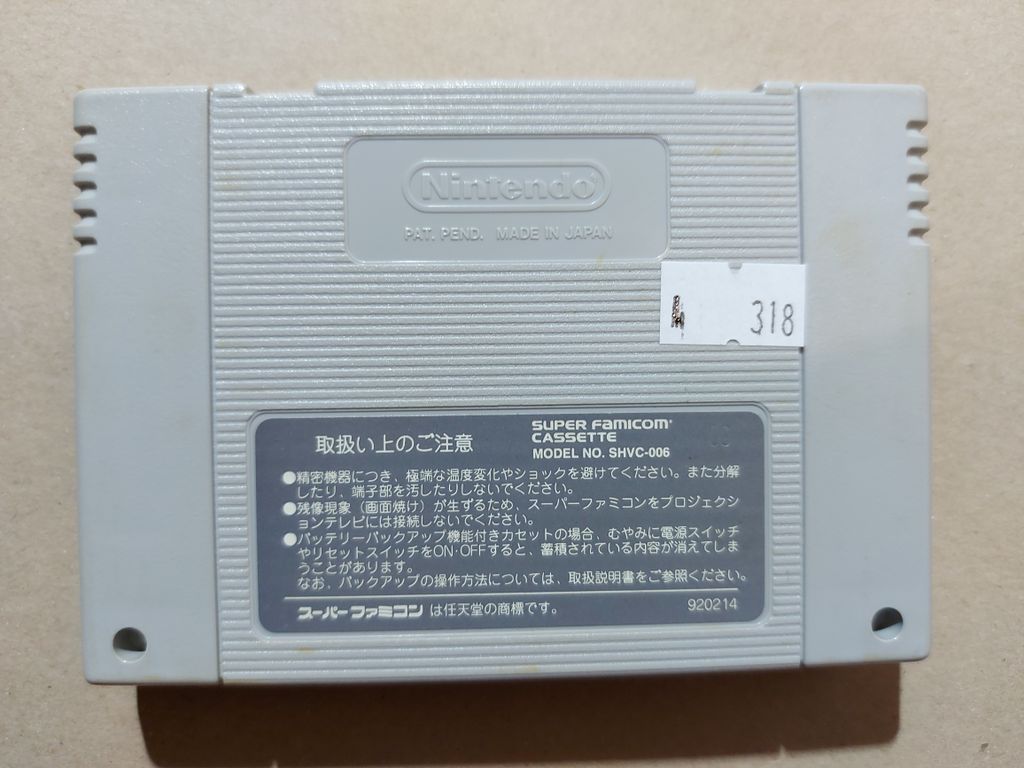 Nintendo
PAT. PEND. MADE IN JAPAN
318
取扱い上のご注意
SUPER FAMICOM
CASSETTE
MODEL NO. SHVC-006
●精密機器につき、極端な温度変化やショックを避けてください。また分解
したり、端子部を汚したりしないでください。
●残像現象（画面焼け）が生ずるため、スーパーファミコンをプロジェクシ
ョンテレビには接続しないでください。
●バッテリーバックアップ機能付きカセットの場合、むやみに電源スイッチ
やリセットスイッチをON·OFFすると、蓄積されている内容が消えてしま
うことがあります。
なお、バックアップの操作方法については、取扱説明書をご参照ください。
スーパーファミコン は任天堂の商標です。
920214